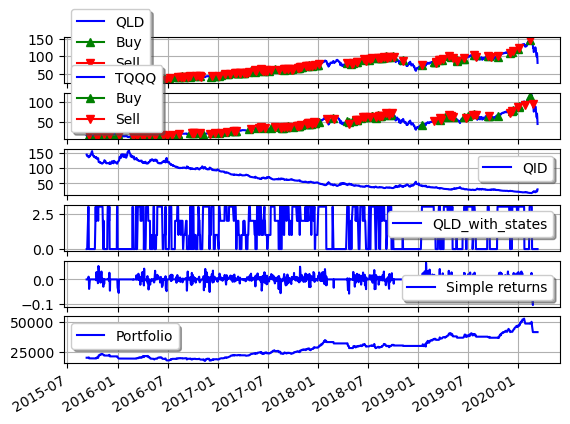 QLD
Buy
Sell
150
100
50
TQQQ
Buy
Sell
100
50
150
100
50
QID
2.5
0.0
QLD_with_states
0.0
−0.1
Simple returns
50000
25000
Portfolio
2015-07
2016-01
2016-07
2017-01
2017-07
2018-01
2018-07
2019-01
2019-07
2020-01